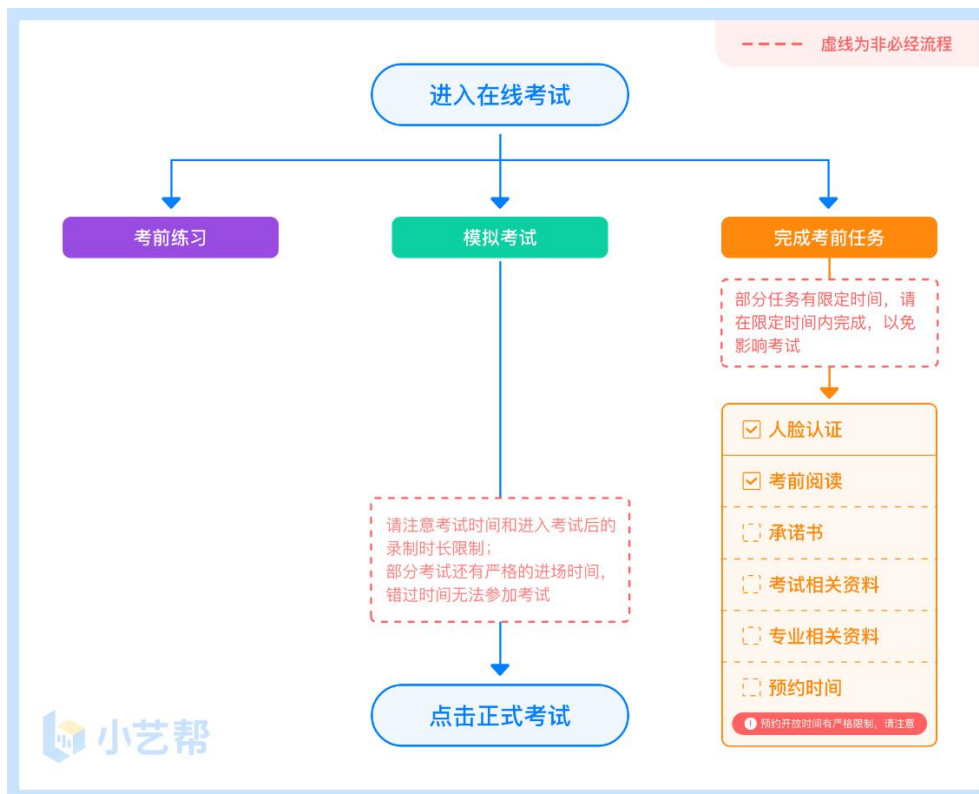 虚线为非必经流程
进入在线考试
考前练习
模拟考试
完成考前任务
部分任务有限定时间，请
在限定时间内完成，以免
影响考试
人脸认证
考前阅读
承诺书
考试相关资料
专业相关资料
预约时间
预约开放时间有严格限制，请注意
请注意考试时间和进入考试后的
录制时长限制；
部分考试还有严格的进场时间，
错过时间无法参加考试
点击正式考试
小艺帮